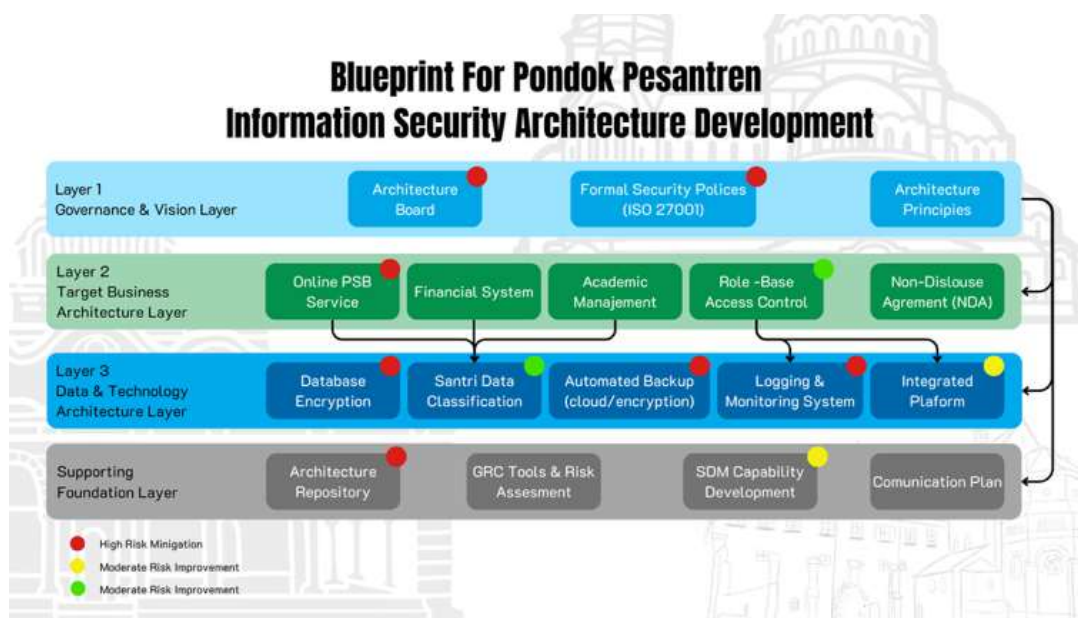 Blueprint For Pondok Pesantren
Information Security Architecture Development
Layer 1
Governance & Vision Layer
Architecture
Board
Formal Security Polices
(ISO 27001)
Architecture
Principies
Layer 2
Target Business
Architecture Layer
Online PSB
Service
Financial System
Academic
Manajement
Role -Base
Access Control
Non-Dislouse
Agrement (NDA)
Layer 3
Data & Technology
Architecture Layer
Database
Encryption
Santri Data
Classification
Automated Backup
(cloud/encryption)
Logging &
Monitoring System
Integrated
Plaform
Supporting
Foundation Layer
Architecture
Repository
GRC Tools & Risk
Assesment
SDM Capability
Development
Comunication Plan
High Risk Minigation
Moderate Risk Improvement
Moderate Risk Improvement